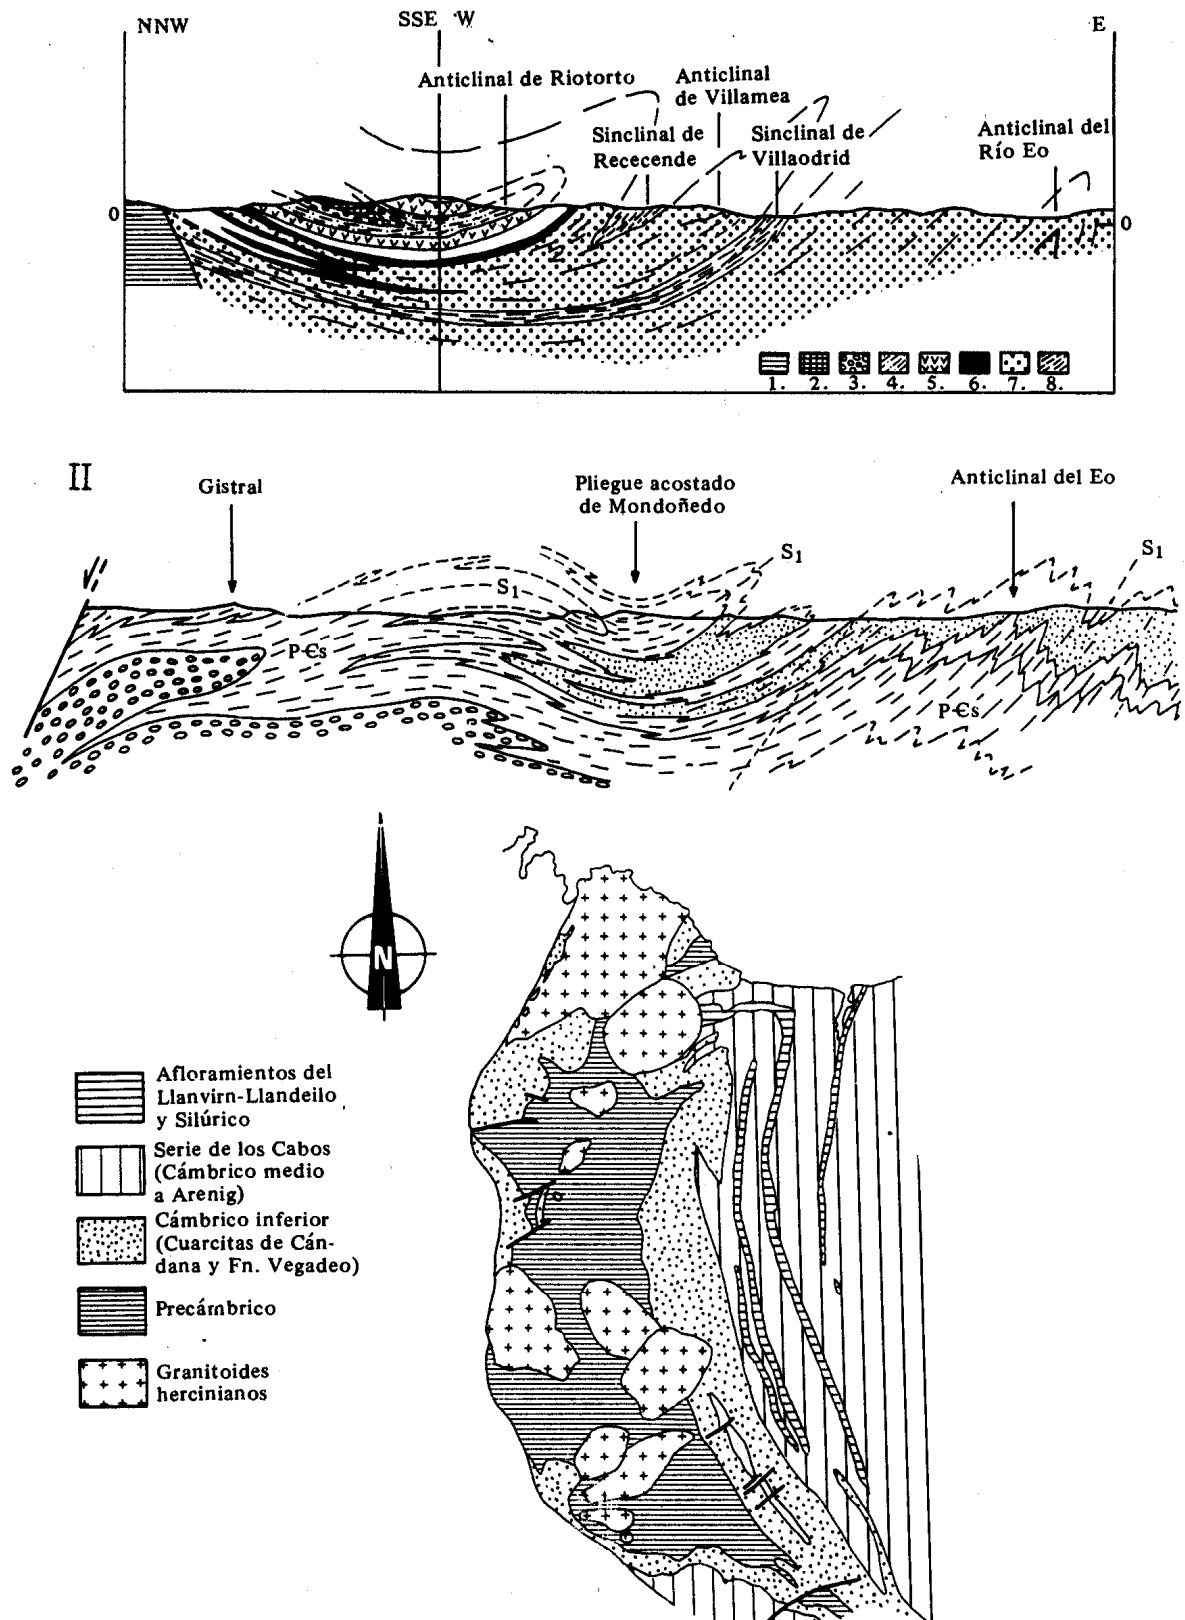 NNW
SSE W
E
Anticlinal de Riotorto
Anticlinal
de Villamea
Sinclinal de
Rececende
Sinclinal de
Villaodrid
Anticlinal del
Río Eo
0
0
1. 2. 3. 4. 5. 6. 7. 8.
II
Gistral
Pliegue acostado
de Mondoñedo
Anticlinal del Eo
S1
S1
S1
P-Єs
P-Єs
N
Afloramientos del
Llanvirn-Llandeilo
y Silúrico
Serie de los Cabos
(Cámbrico medio
a Arenig)
Cámbrico inferior
(Cuarcitas de Cán-
dana y Fn. Vegadeo)
Precámbrico
Granitoides
hercinianos